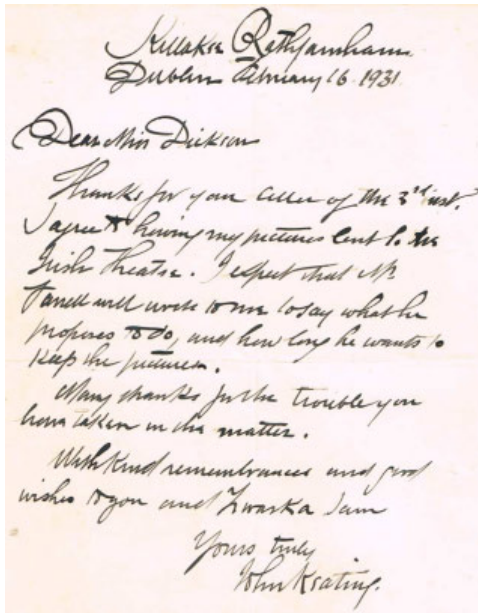 Killakee Rathfarnham
Dublin February 16 1931
Dear Miss Dickson
Thanks for your letter of the 3rd inst.
I agree to having my pictures lent to the
Irish Theatre. I expect that Mr
Farrell will write to me to say what he
proposes to do, and how long he wants to
keep the pictures.
Many thanks for the trouble you
have taken in the matter.
With kind remembrances and good
wishes to you and I am
Yours truly
John Keating.